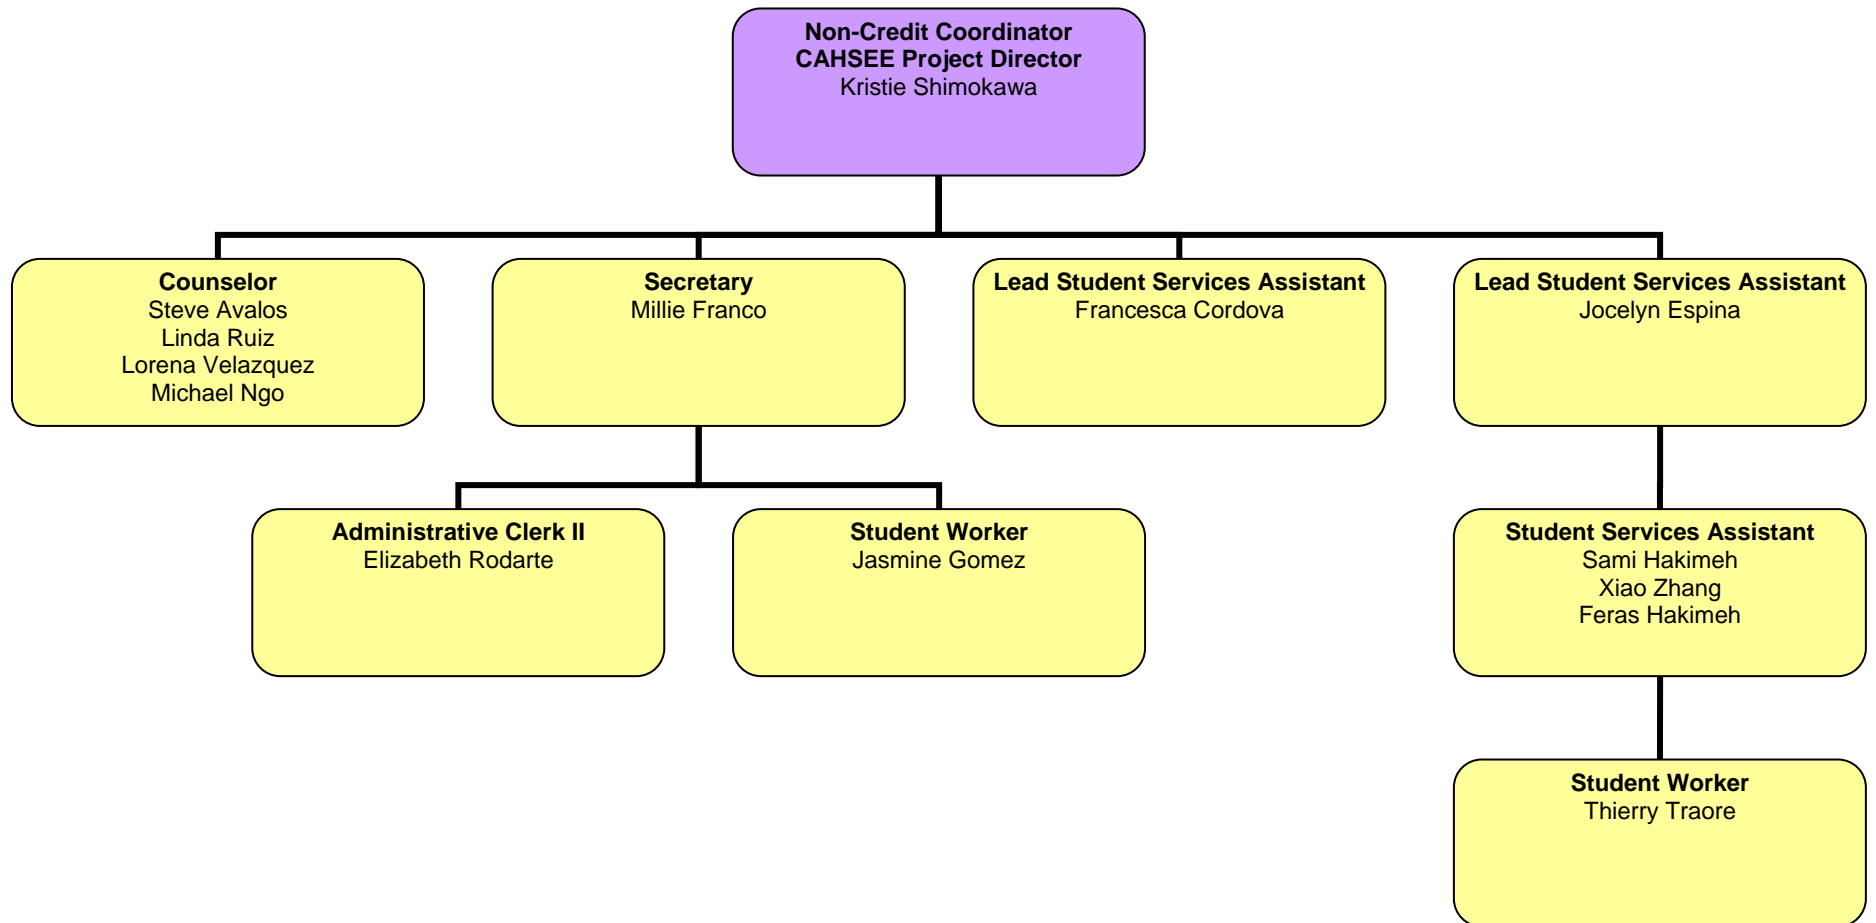 Non-Credit Coordinator
CAHSEE Project Director
Kristie Shimokawa
Counselor
Steve Avalos
Linda Ruiz
Lorena Velazquez
Michael Ngo
Secretary
Millie Franco
Lead Student Services Assistant
Francesca Cordova
Lead Student Services Assistant
Jocelyn Espina
Administrative Clerk II
Elizabeth Rodarte
Student Worker
Jasmine Gomez
Student Services Assistant
Sami Hakimeh
Xiao Zhang
Feras Hakimeh
Student Worker
Thierry Traore